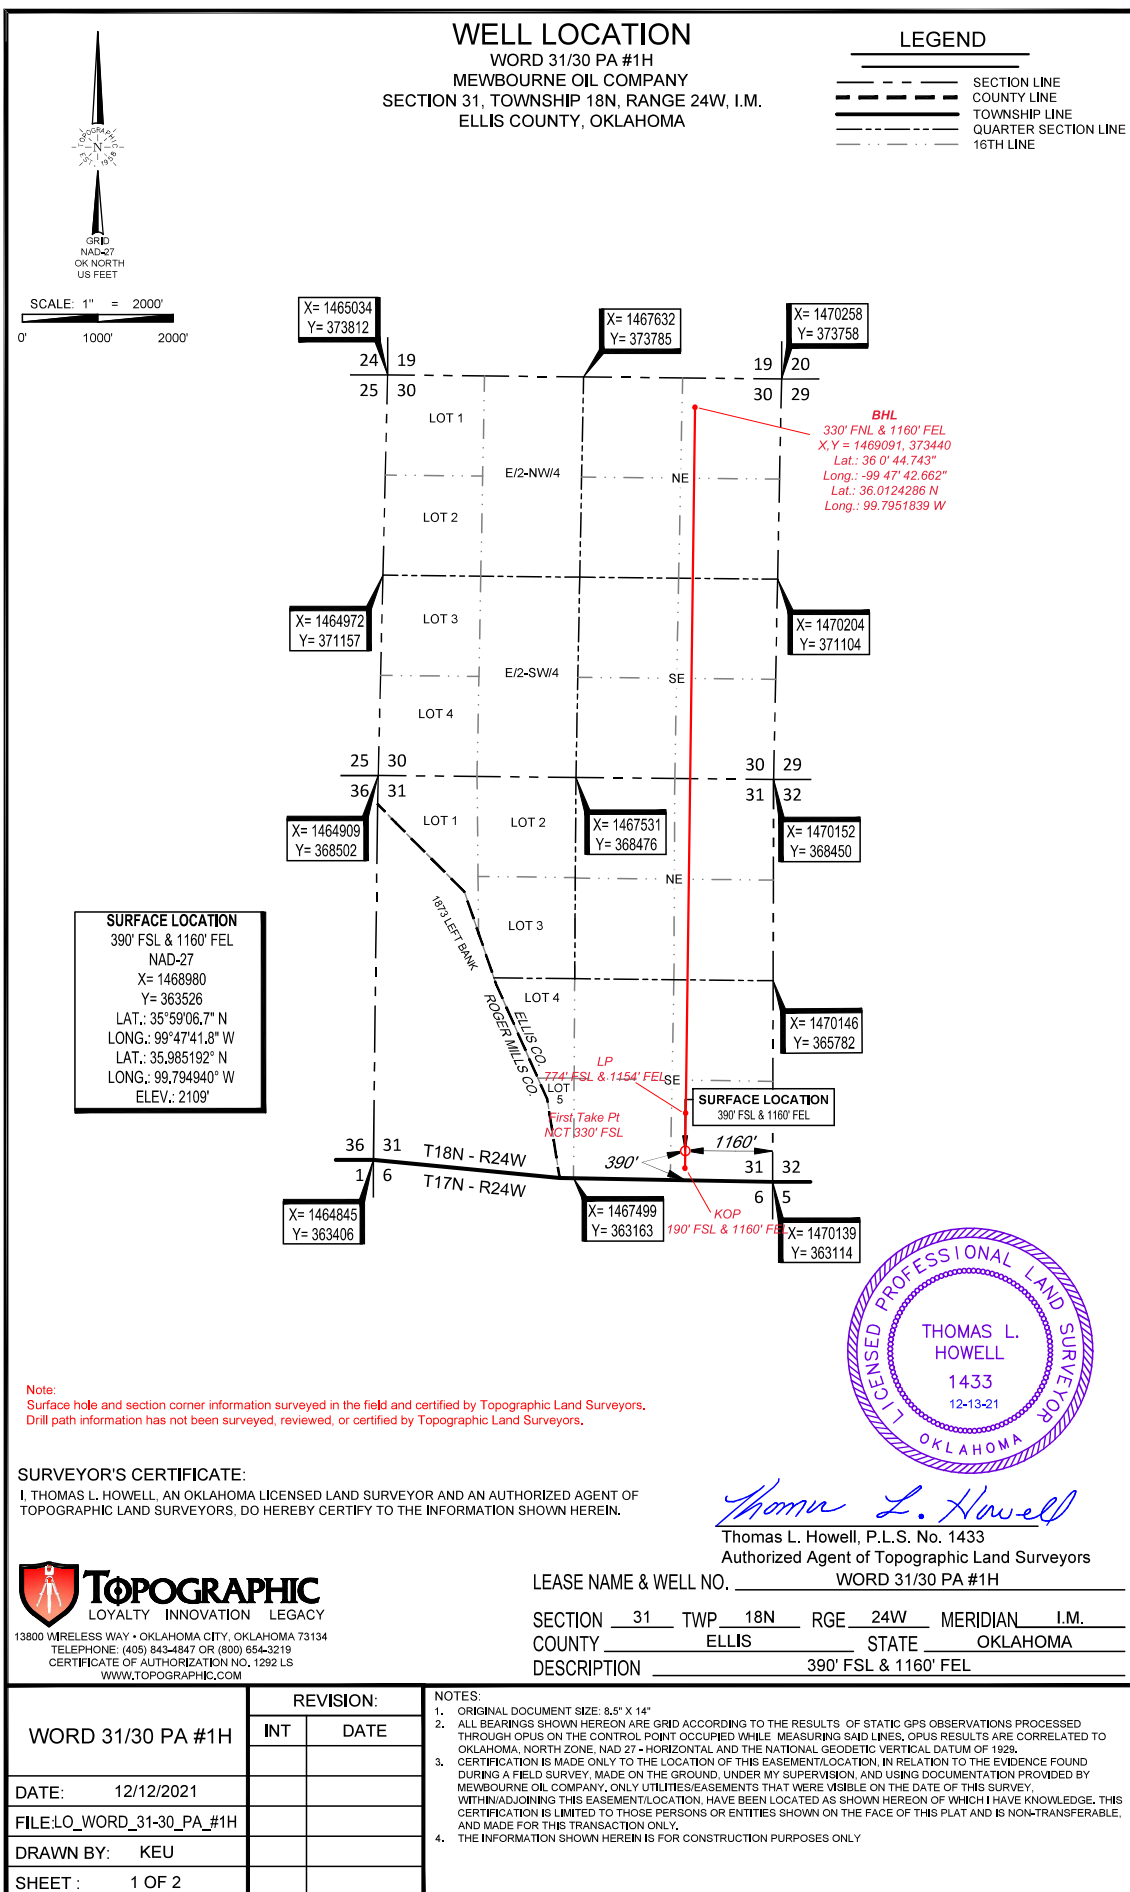 WELL LOCATION
WORD 31/30 PA #1H
MEWBOURNE OIL COMPANY
SECTION 31, TOWNSHIP 18N, RANGE 24W, I.M.
ELLIS COUNTY, OKLAHOMA
LEGEND
SECTION LINE
COUNTY LINE
TOWNSHIP LINE
QUARTER SECTION LINE
16TH LINE
TOPOGRAPHIC
N
EST. 1958
GRID
NAD-27
OK NORTH
US FEET
SCALE: 1" = 2000'
0' 1000' 2000'
X= 1465034
Y= 373812
X= 1467632
Y= 373785
X= 1470258
Y= 373758
24 19
25 30
19 20
30 29
BHL
330' FNL & 1160' FEL
X,Y = 1469091, 373440
Lat.: 36 0' 44.743"
Long.: -99 47' 42.662"
Lat.: 36.0124286 N
Long.: 99.7951839 W
LOT 1
E/2-NW/4
NE
LOT 2
X= 1464972
Y= 371157
LOT 3
X= 1470204
Y= 371104
E/2-SW/4
SE
LOT 4
25 30
36 31
30 29
31 32
X= 1464909
Y= 368502
LOT 1
LOT 2
X= 1467531
Y= 368476
X= 1470152
Y= 368450
NE
1873 LEFT BANK
LOT 3
SURFACE LOCATION
390' FSL & 1160' FEL
NAD-27
X= 1468980
Y= 363526
LAT.: 35°59'06.7" N
LONG.: 99°47'41.8" W
LAT.: 35.985192° N
LONG.: 99.794940° W
ELEV.: 2109'
LOT 4
ELLIS CO.
ROGER MILLS CO.
X= 1470146
Y= 365782
LP
774' FSL & 1154' FEL
SE
LOT
5
SURFACE LOCATION
390' FSL & 1160' FEL
First Take Pt
NCT 330' FSL
1160'
390'
36 31
1 6
T18N - R24W
T17N - R24W
31 32
6 5
KOP
190' FSL & 1160' FEL
X= 1464845
Y= 363406
X= 1467499
Y= 363163
X= 1470139
Y= 363114
LICENSED PROFESSIONAL LAND SURVEYOR
THOMAS L.
HOWELL
1433
12-13-21
OKLAHOMA
Note:
Surface hole and section corner information surveyed in the field and certified by Topographic Land Surveyors.
Drill path information has not been surveyed, reviewed, or certified by Topographic Land Surveyors.
SURVEYOR'S CERTIFICATE:
I, THOMAS L. HOWELL, AN OKLAHOMA LICENSED LAND SURVEYOR AND AN AUTHORIZED AGENT OF
TOPOGRAPHIC LAND SURVEYORS, DO HEREBY CERTIFY TO THE INFORMATION SHOWN HEREIN.
Thomas L. Howell
Thomas L. Howell, P.L.S. No. 1433
Authorized Agent of Topographic Land Surveyors
TOPOGRAPHIC
LOYALTY INNOVATION LEGACY
13800 WIRELESS WAY • OKLAHOMA CITY, OKLAHOMA 73134
TELEPHONE: (405) 843-4847 OR (800) 654-3219
CERTIFICATE OF AUTHORIZATION NO. 1292 LS
WWW.TOPOGRAPHIC.COM
LEASE NAME & WELL NO. WORD 31/30 PA #1H
SECTION 31 TWP 18N RGE 24W MERIDIAN I.M.
COUNTY ELLIS STATE OKLAHOMA
DESCRIPTION 390' FSL & 1160' FEL
WORD 31/30 PA #1H
REVISION:
INT DATE
DATE: 12/12/2021
FILE:LO_WORD_31-30_PA_#1H
DRAWN BY: KEU
SHEET : 1 OF 2
NOTES:
1. ORIGINAL DOCUMENT SIZE: 8.5" X 14"
2. ALL BEARINGS SHOWN HEREON ARE GRID ACCORDING TO THE RESULTS OF STATIC GPS OBSERVATIONS PROCESSED
THROUGH OPUS ON THE CONTROL POINT OCCUPIED WHILE MEASURING SAID LINES. OPUS RESULTS ARE CORRELATED TO
OKLAHOMA, NORTH ZONE, NAD 27 - HORIZONTAL AND THE NATIONAL GEODETIC VERTICAL DATUM OF 1929.
3. CERTIFICATION IS MADE ONLY TO THE LOCATION OF THIS EASEMENT/LOCATION, IN RELATION TO THE EVIDENCE FOUND
DURING A FIELD SURVEY, MADE ON THE GROUND, UNDER MY SUPERVISION, AND USING DOCUMENTATION PROVIDED BY
MEWBOURNE OIL COMPANY. ONLY UTILITIES/EASEMENTS THAT WERE VISIBLE ON THE DATE OF THIS SURVEY,
WITHIN/ADJOINING THIS EASEMENT/LOCATION, HAVE BEEN LOCATED AS SHOWN HEREON OF WHICH I HAVE KNOWLEDGE. THIS
CERTIFICATION IS LIMITED TO THOSE PERSONS OR ENTITIES SHOWN ON THE FACE OF THIS PLAT AND IS NON-TRANSFERABLE,
AND MADE FOR THIS TRANSACTION ONLY.
4. THE INFORMATION SHOWN HEREIN IS FOR CONSTRUCTION PURPOSES ONLY